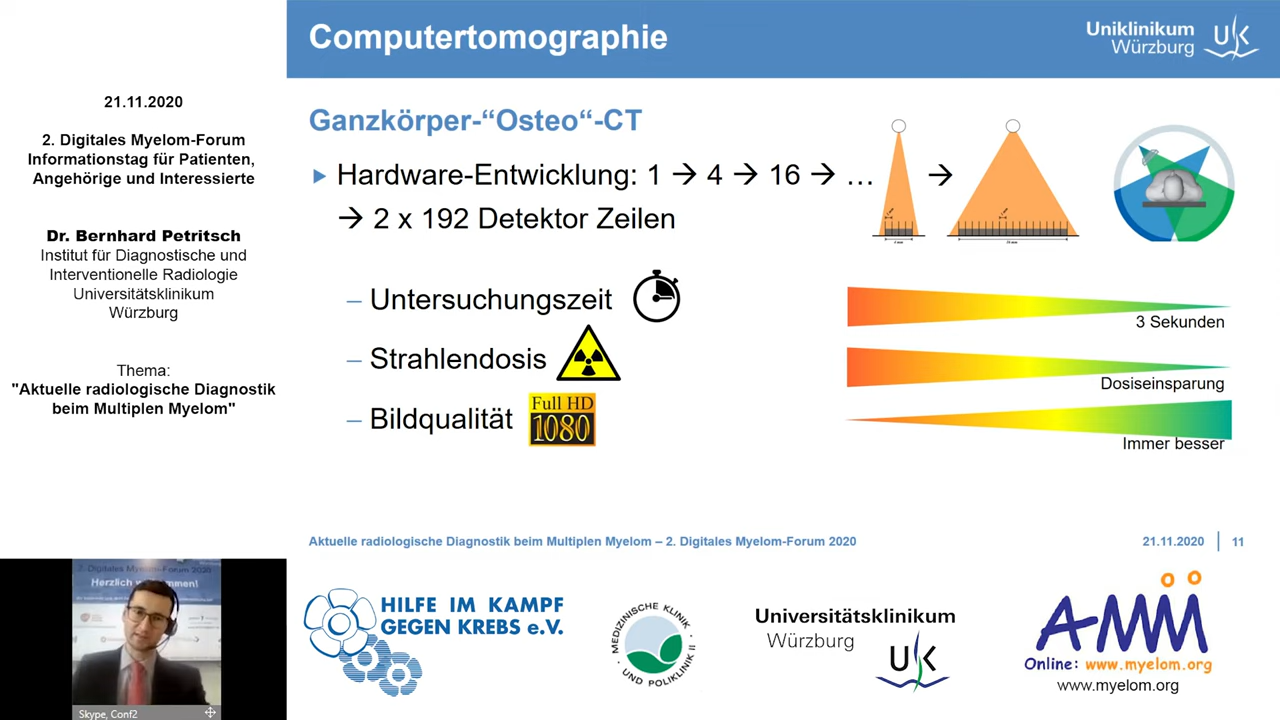 Computertomographie
Uniklinikum
Würzburg
21.11.2020
2. Digitales Myelom-Forum
Informationstag für Patienten,
Angehörige und Interessierte
Dr. Bernhard Petritsch
Institut für Diagnostische und
Interventionelle Radiologie
Universitätsklinikum
Würzburg
Thema:
"Aktuelle radiologische Diagnostik
beim Multiplen Myelom"
Ganzkörper-“Osteo“-CT
Hardware-Entwicklung: 1 → 4 → 16 → … →
→ 2 x 192 Detektor Zeilen
– Untersuchungszeit
3 Sekunden
– Strahlendosis
Dosiseinsparung
– Bildqualität
Full HD
1080
Immer besser
Aktuelle radiologische Diagnostik beim Multiplen Myelom – 2. Digitales Myelom-Forum 2020
21.11.2020 | 11
2. Digitales Myelom-Forum 2020
Skype, Conf2
HILFE IM KAMPF
GEGEN KREBS e.V.
MEDIZINISCHE KLINIK
UND POLIKLINIK II
Universitätsklinikum
Würzburg
UK
AMM
Online: www.myelom.org
www.myelom.org